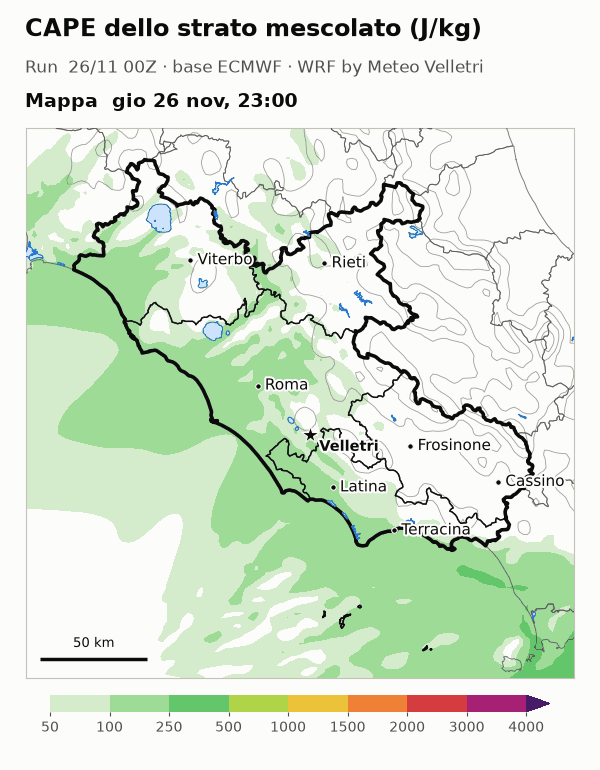 CAPE dello strato mescolato (J/kg)
Run  26/11 00Z · base ECMWF · WRF by Meteo Velletri
Mappa  gio 26 nov, 23:00
Viterbo
Rieti
Roma
Velletri
Frosinone
Latina
Cassino
Terracina
50 km
50 100 250 500 1000 1500 2000 3000 4000